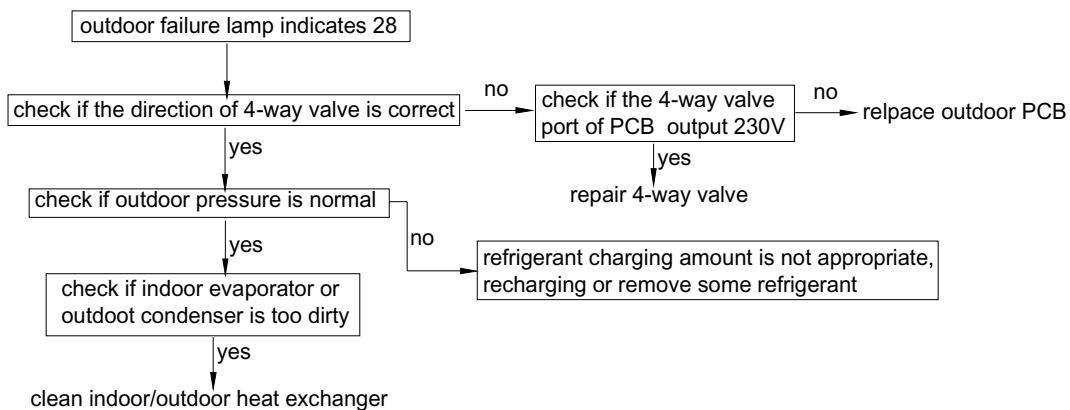 outdoor failure lamp indicates 28
check if the direction of 4-way valve is correct
no
check if the 4-way valve
port of PCB output 230V
no
relpace outdoor PCB
yes
yes
repair 4-way valve
check if outdoor pressure is normal
yes
no
refrigerant charging amount is not appropriate,
recharging or remove some refrigerant
check if indoor evaporator or
outdoot condenser is too dirty
yes
clean indoor/outdoor heat exchanger